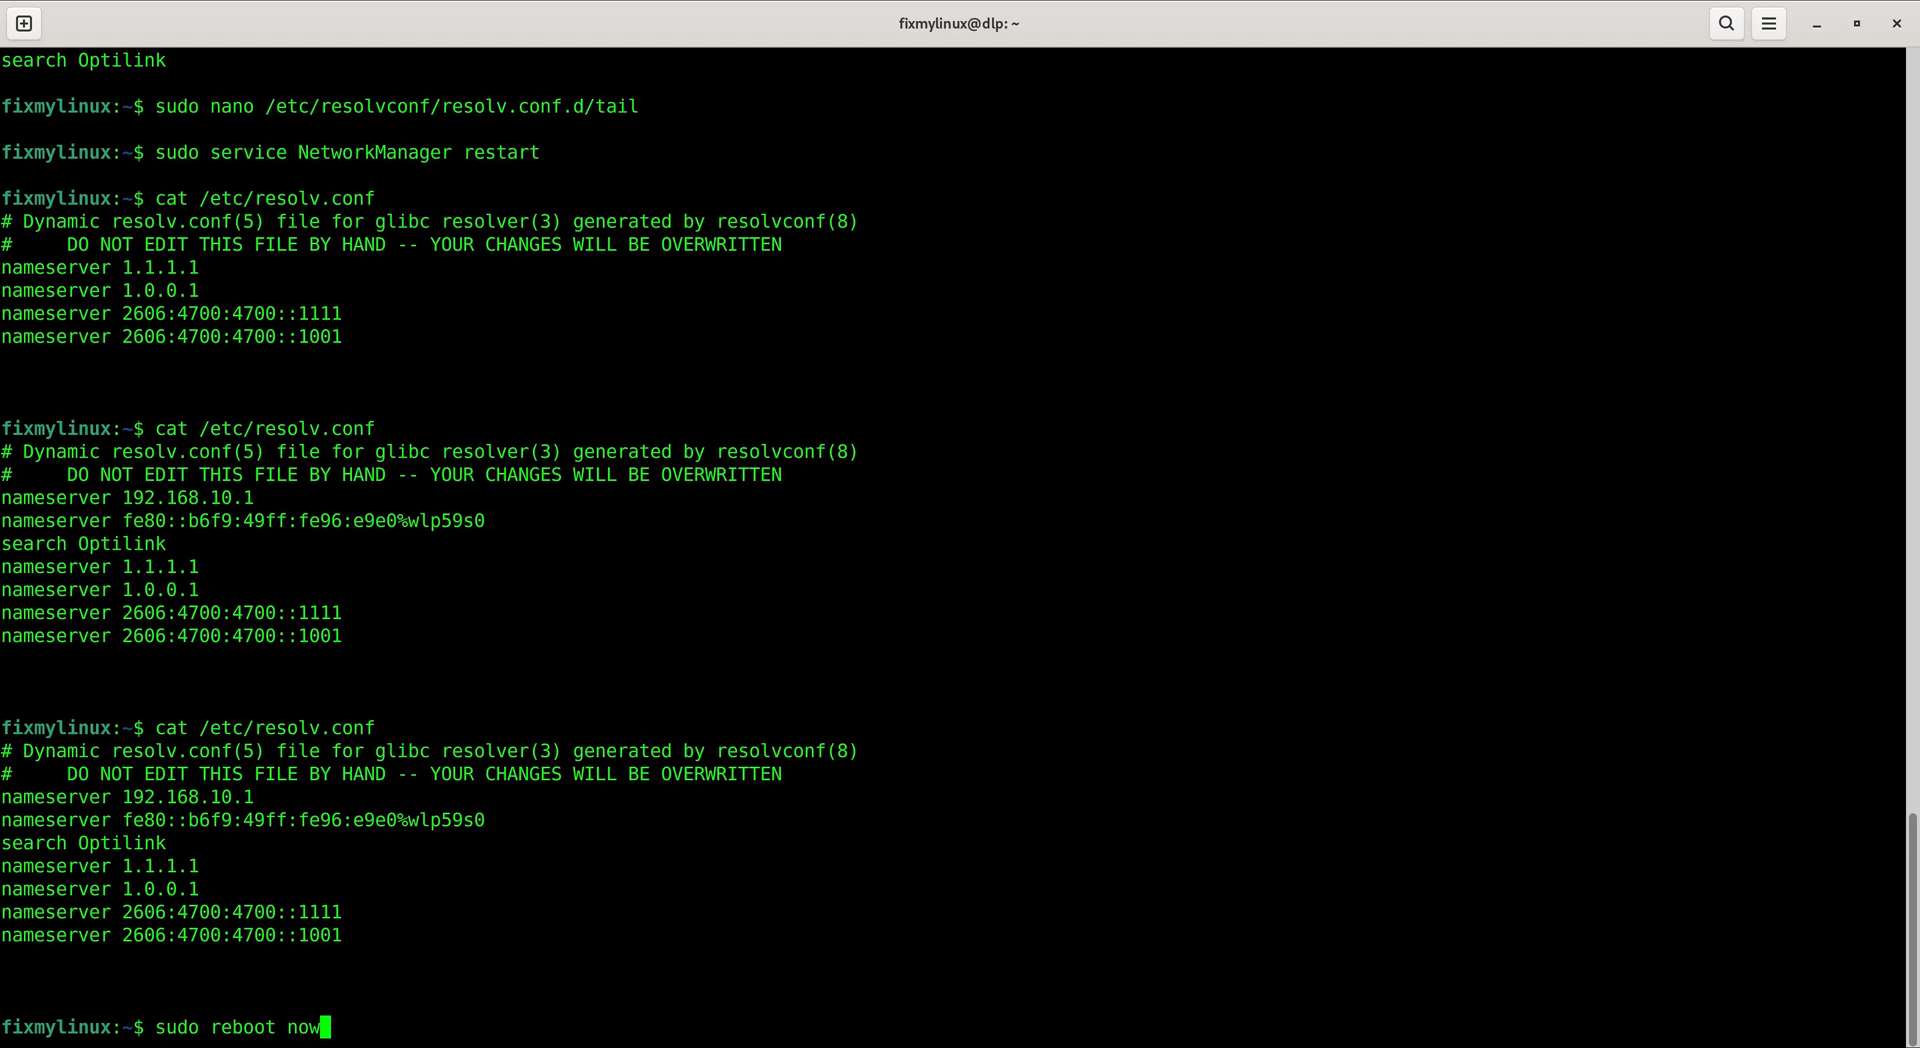 fixmylinux@dlp: ~
search Optilink
fixmylinux:~$ sudo nano /etc/resolvconf/resolv.conf.d/tail
fixmylinux:~$ sudo service NetworkManager restart
fixmylinux:~$ cat /etc/resolv.conf
# Dynamic resolv.conf(5) file for glibc resolver(3) generated by resolvconf(8)
#     DO NOT EDIT THIS FILE BY HAND -- YOUR CHANGES WILL BE OVERWRITTEN
nameserver 1.1.1.1
nameserver 1.0.0.1
nameserver 2606:4700:4700::1111
nameserver 2606:4700:4700::1001
fixmylinux:~$ cat /etc/resolv.conf
# Dynamic resolv.conf(5) file for glibc resolver(3) generated by resolvconf(8)
#     DO NOT EDIT THIS FILE BY HAND -- YOUR CHANGES WILL BE OVERWRITTEN
nameserver 192.168.10.1
nameserver fe80::b6f9:49ff:fe96:e9e0%wlp59s0
search Optilink
nameserver 1.1.1.1
nameserver 1.0.0.1
nameserver 2606:4700:4700::1111
nameserver 2606:4700:4700::1001
fixmylinux:~$ cat /etc/resolv.conf
# Dynamic resolv.conf(5) file for glibc resolver(3) generated by resolvconf(8)
#     DO NOT EDIT THIS FILE BY HAND -- YOUR CHANGES WILL BE OVERWRITTEN
nameserver 192.168.10.1
nameserver fe80::b6f9:49ff:fe96:e9e0%wlp59s0
search Optilink
nameserver 1.1.1.1
nameserver 1.0.0.1
nameserver 2606:4700:4700::1111
nameserver 2606:4700:4700::1001
fixmylinux:~$ sudo reboot now